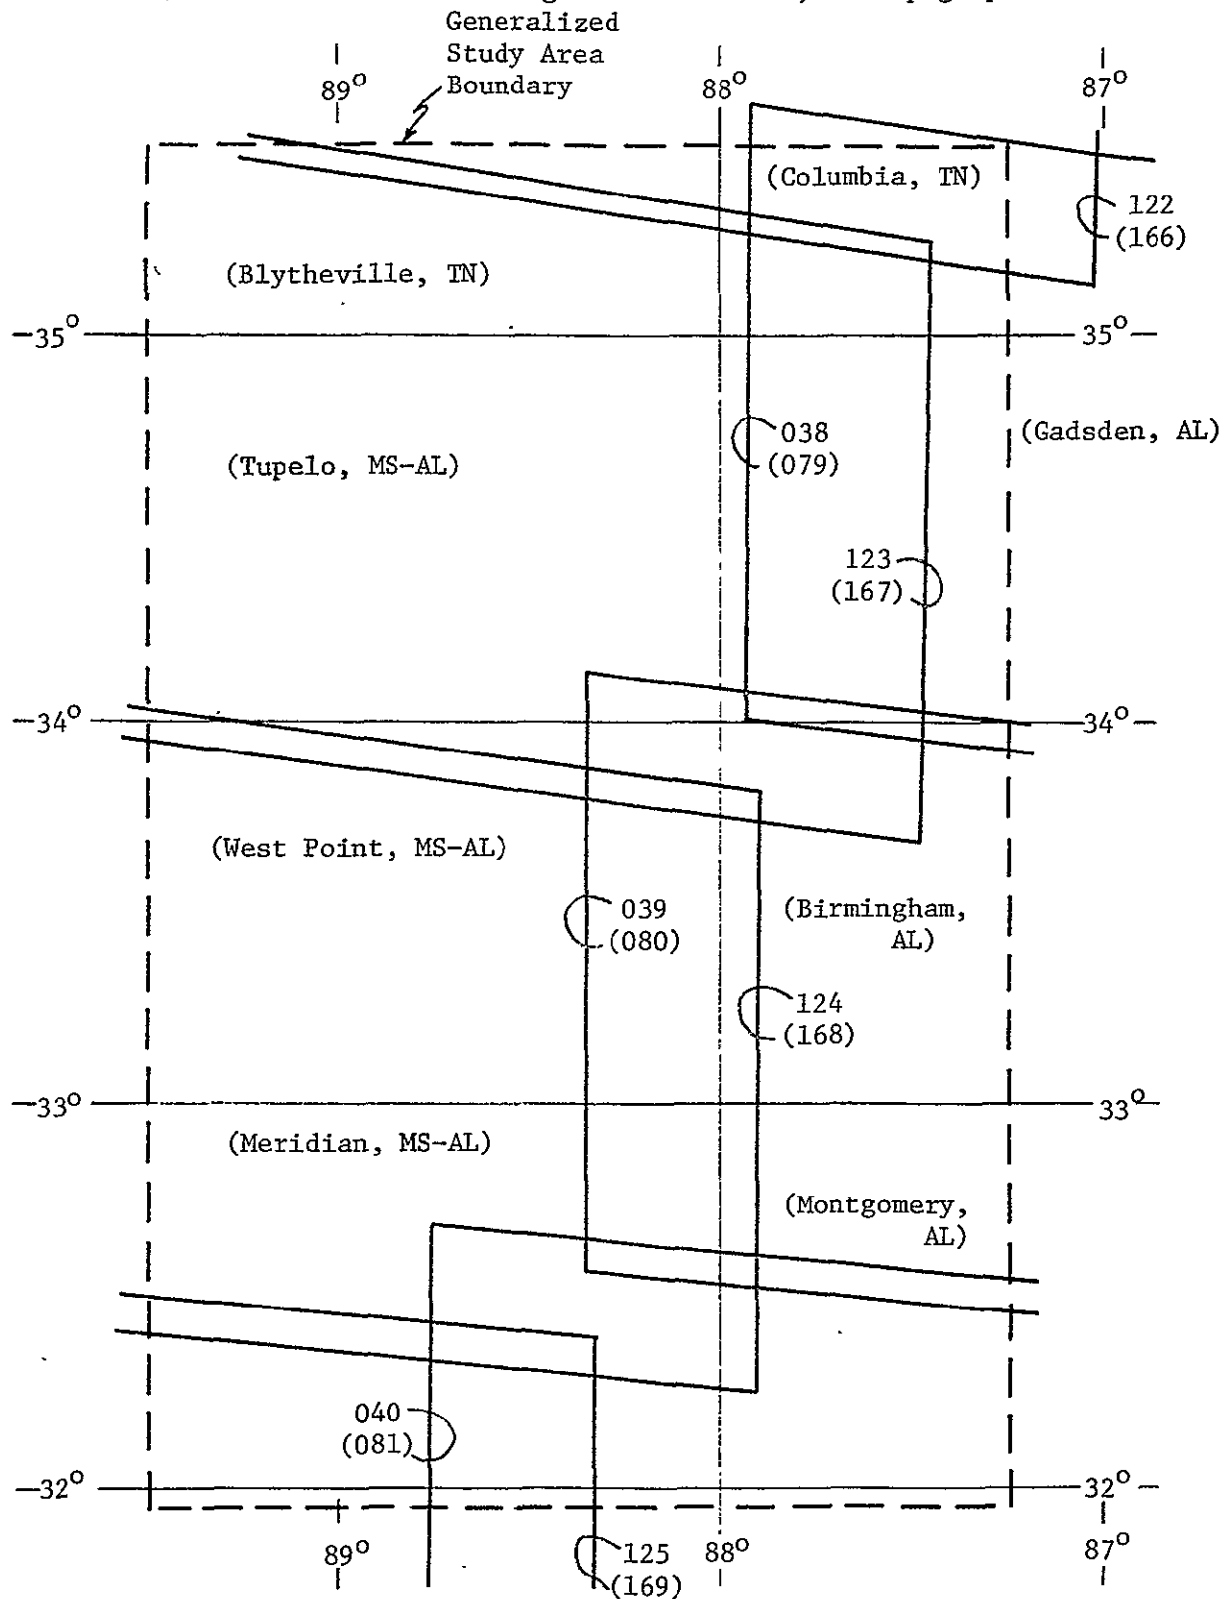 Generalized
Study Area
Boundary
89° 88° 87°
(Columbia, TN)
122
(166)
(Blytheville, TN)
35° 35°
038
(079)
(Gadsden, AL)
(Tupelo, MS-AL)
123
(167)
34° 34°
(West Point, MS-AL)
039
(080)
(Birmingham,
AL)
124
(168)
33° 33°
(Meridian, MS-AL)
(Montgomery,
AL)
040
(081)
32° 32°
89° 125 88° 87°
(169)